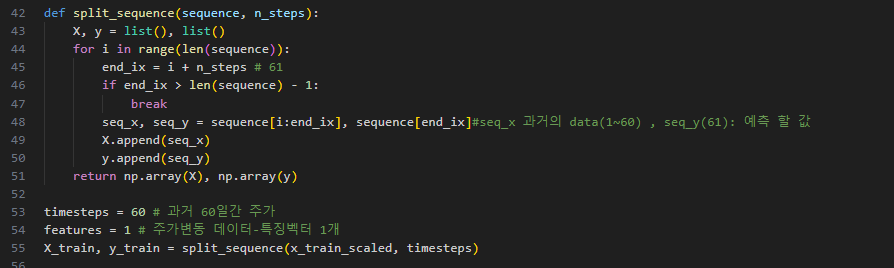 42 def split_sequence(sequence, n_steps):
43     X, y = list(), list()
44     for i in range(len(sequence)):
45         end_ix = i + n_steps # 61
46         if end_ix > len(sequence) - 1:
47             break
48         seq_x, seq_y = sequence[i:end_ix], sequence[end_ix]#seq_x 과거의 data(1~60) , seq_y(61): 예측 할 값
49         X.append(seq_x)
50         y.append(seq_y)
51     return np.array(X), np.array(y)
52
53 timesteps = 60 # 과거 60일간 주가
54 features = 1 # 주가변동 데이터-특징벡터 1개
55 X_train, y_train = split_sequence(x_train_scaled, timesteps)
56